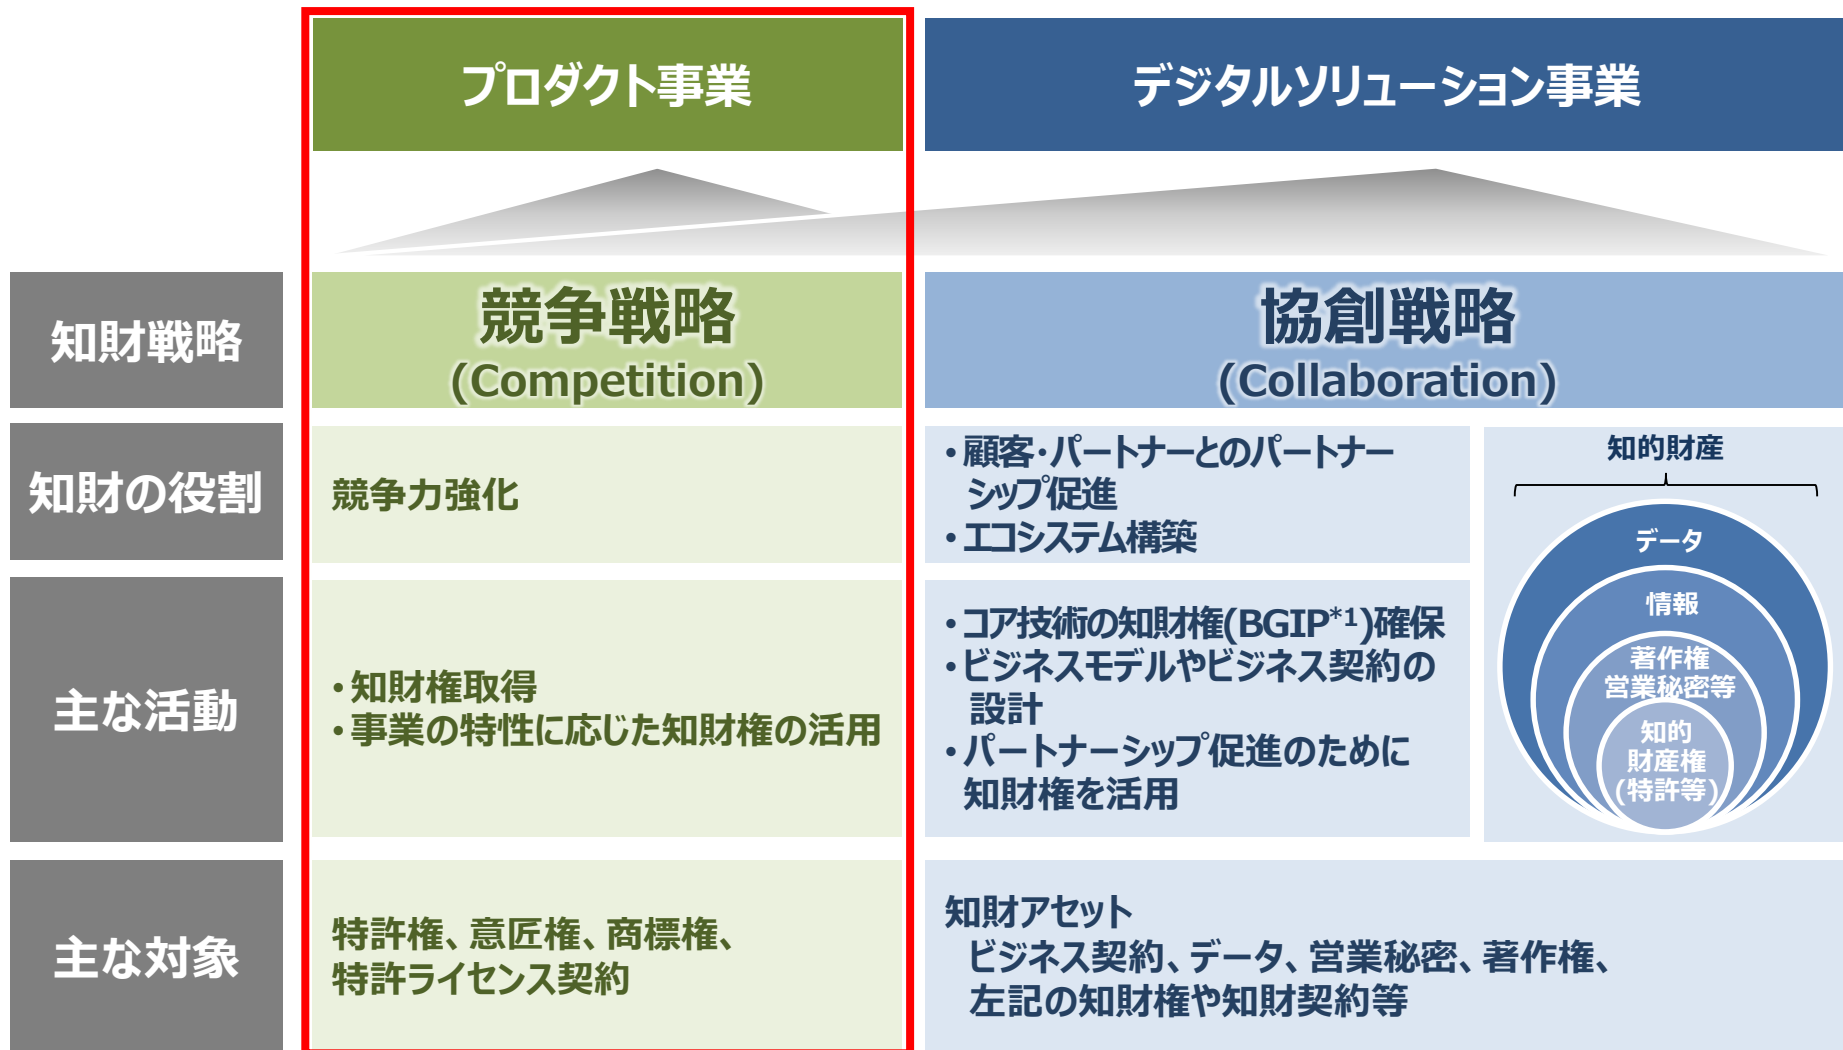 プロダクト事業
デジタルソリューション事業
知財戦略
競争戦略
(Competition)
協創戦略
(Collaboration)
知財の役割
競争力強化
・顧客・パートナーとのパートナー
シップ促進
・エコシステム構築
知的財産
データ
情報
著作権
営業秘密等
知的
財産権
(特許等)
主な活動
・知財権取得
・事業の特性に応じた知財権の活用
・コア技術の知財権(BGIP*1)確保
・ビジネスモデルやビジネス契約の
設計
・パートナーシップ促進のために
知財権を活用
主な対象
特許権、意匠権、商標権、
特許ライセンス契約
知財アセット
ビジネス契約、データ、営業秘密、著作権、
左記の知財権や知財契約等